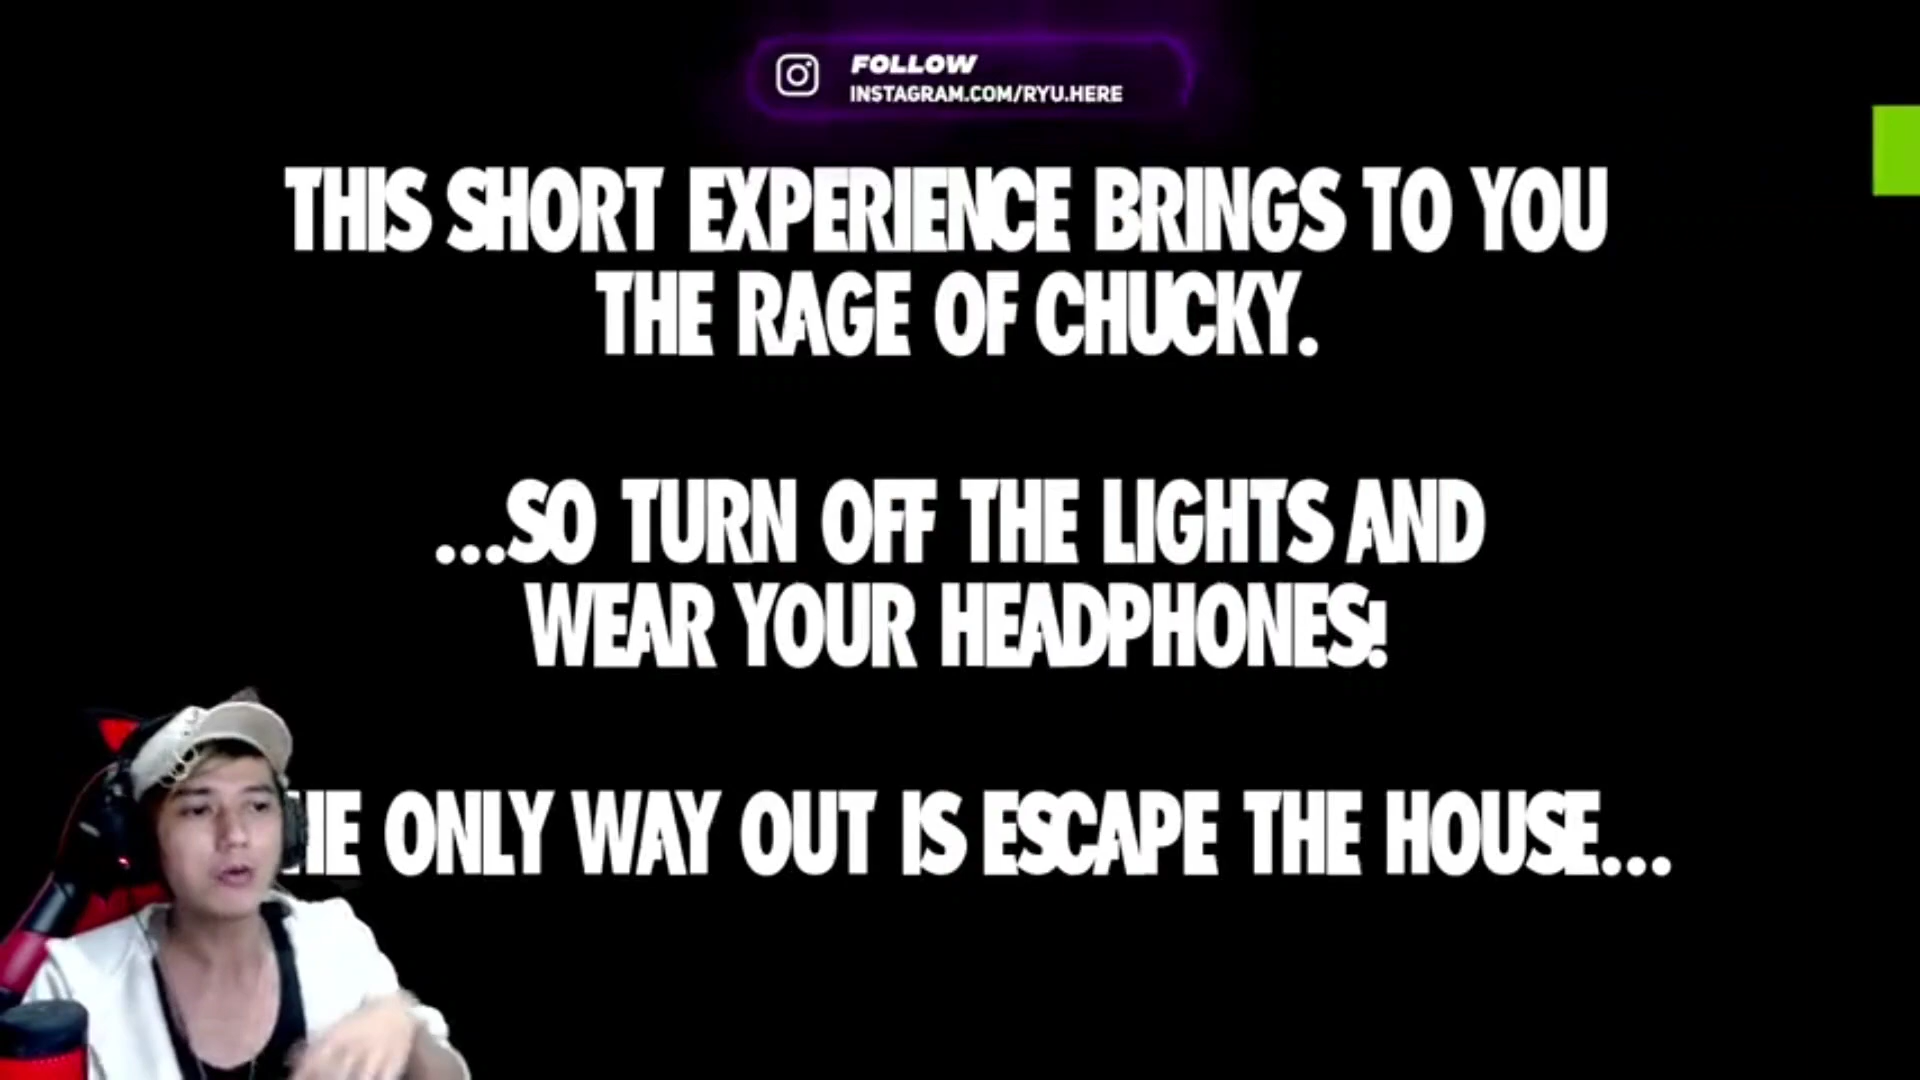 FOLLOW
INSTAGRAM.COM/RYU.HERE
THIS SHORT EXPERIENCE BRINGS TO YOU
THE RAGE OF CHUCKY.
...SO TURN OFF THE LIGHTS AND
WEAR YOUR HEADPHONES!
ONLY WAY OUT IS ESCAPE THE HOUSE...